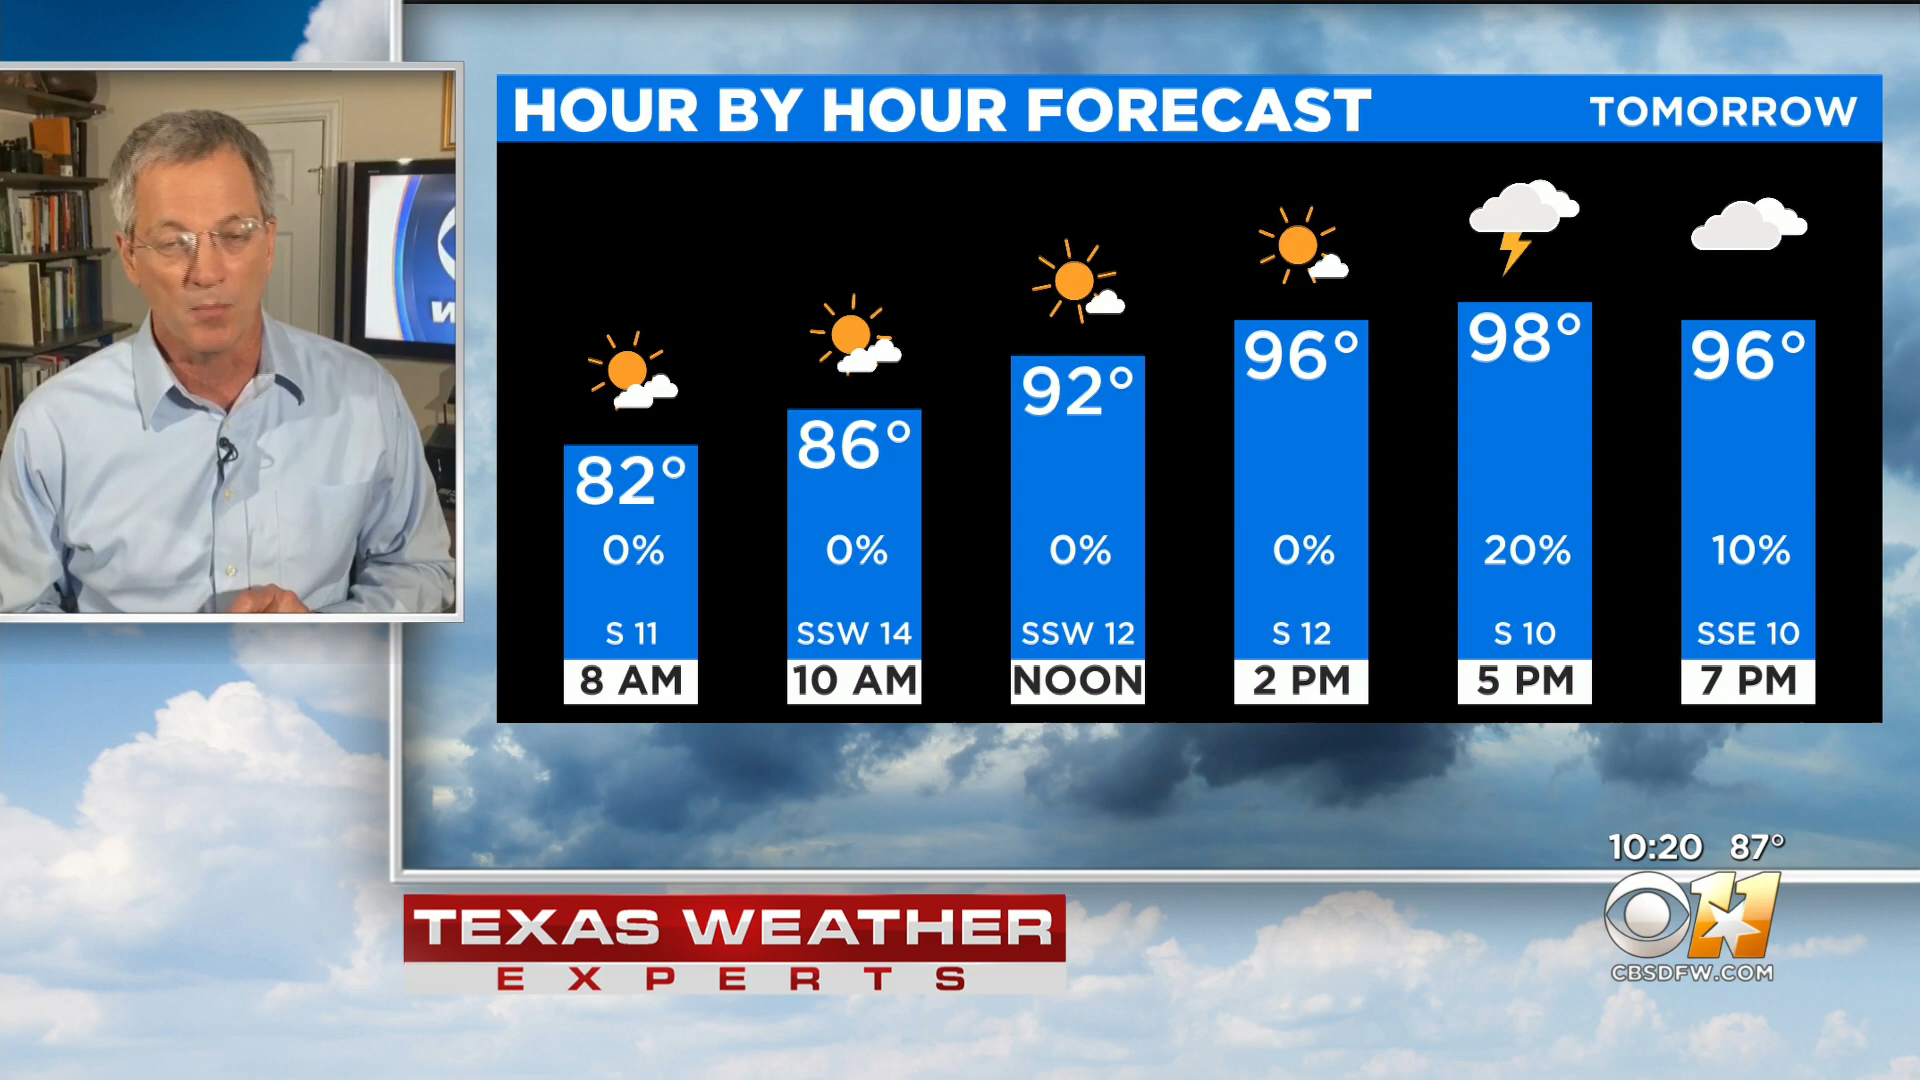 HOUR BY HOUR FORECAST TOMORROW
82° 86° 92° 96° 98° 96°
0% 0% 0% 0% 20% 10%
S 11 SSW 14 SSW 12 S 12 S 10 SSE 10
8 AM 10 AM NOON 2 PM 5 PM 7 PM
10:20 87°
TEXAS WEATHER
EXPERTS
11
CBSDFW.COM